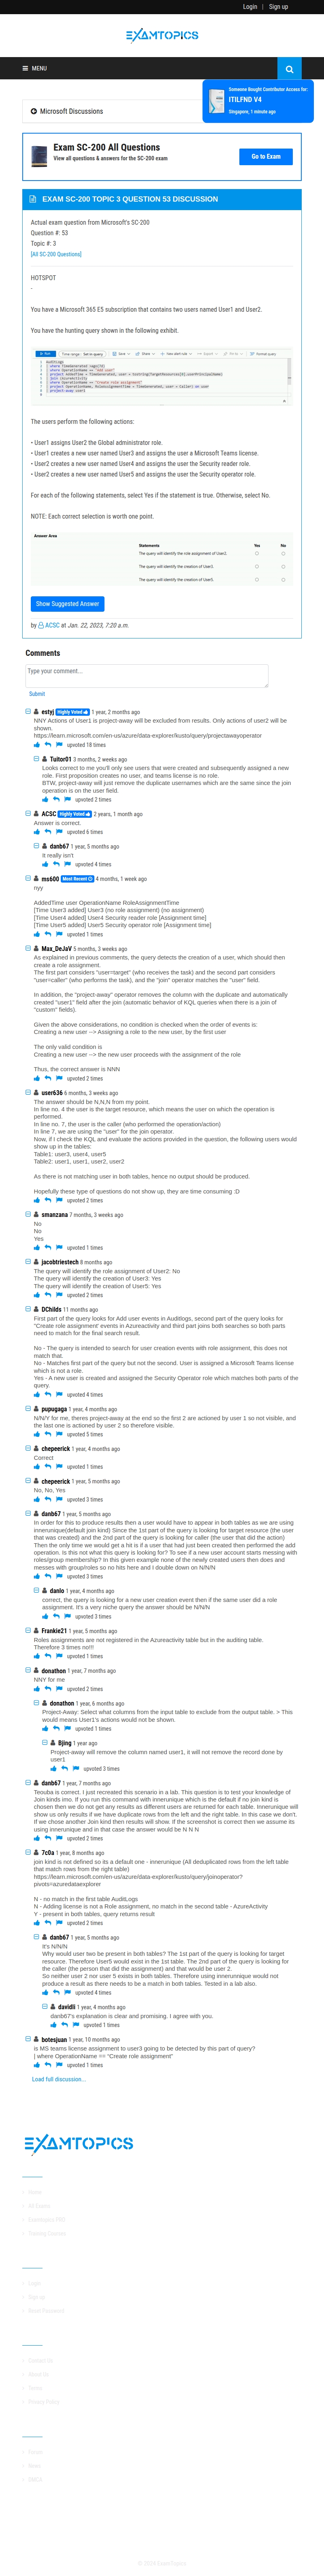 Login | Sign up
EXAMTOPICS
MENU
Someone Bought Contributor Access for:
ITILFND V4
Singapore, 1 minute ago
Microsoft Discussions
Exam SC-200 All Questions
View all questions & answers for the SC-200 exam
Go to Exam
EXAM SC-200 TOPIC 3 QUESTION 53 DISCUSSION
Actual exam question from Microsoft's SC-200
Question #: 53
Topic #: 3
[All SC-200 Questions]
HOTSPOT
-
You have a Microsoft 365 E5 subscription that contains two users named User1 and User2.
You have the hunting query shown in the following exhibit.
The users perform the following actions:
• User1 assigns User2 the Global administrator role.
• User1 creates a new user named User3 and assigns the user a Microsoft Teams license.
• User2 creates a new user named User4 and assigns the user the Security reader role.
• User2 creates a new user named User5 and assigns the user the Security operator role.
For each of the following statements, select Yes if the statement is true. Otherwise, select No.
NOTE: Each correct selection is worth one point.
Answer Area
Statements Yes No
The query will identify the role assignment of User2.
The query will identify the creation of User3.
The query will identify the creation of User5.
Show Suggested Answer
by ACSC at Jan. 22, 2023, 7:20 a.m.
Comments
Type your comment...
Submit
estyj Highly Voted 1 year, 2 months ago
NNY Actions of User1 is project-away will be excluded from results. Only actions of user2 will be
shown.
https://learn.microsoft.com/en-us/azure/data-explorer/kusto/query/projectawayoperator
upvoted 18 times
Tuitor01 3 months, 2 weeks ago
Looks correct to me you'll only see users that were created and subsequently assigned a new
role. First proposition creates no user, and teams license is no role.
BTW, project-away will just remove the duplicate usernames which are the same since the join
operation is on the user field.
upvoted 2 times
ACSC Highly Voted 2 years, 1 month ago
Answer is correct.
upvoted 6 times
danb67 1 year, 5 months ago
It really isn't
upvoted 4 times
ms600 Most Recent 4 months, 1 week ago
nyy
AddedTime user OperationName RoleAssignmentTime
[Time User3 added] User3 (no role assignment) (no assignment)
[Time User4 added] User4 Security reader role [Assignment time]
[Time User5 added] User5 Security operator role [Assignment time]
upvoted 1 times
Max_DeJaV 5 months, 3 weeks ago
As explained in previous comments, the query detects the creation of a user, which should then
create a role assignment.
The first part considers "user=target" (who receives the task) and the second part considers
"user=caller" (who performs the task), and the "join" operator matches the "user" field.
In addition, the "project-away" operator removes the column with the duplicate and automatically
created "user1" field after the join (automatic behavior of KQL queries when there is a join of
"custom" fields).
Given the above considerations, no condition is checked when the order of events is:
Creating a new user --> Assigning a role to the new user, by the first user
The only valid condition is
Creating a new user --> the new user proceeds with the assignment of the role
Thus, the correct answer is NNN
upvoted 2 times
user636 6 months, 3 weeks ago
The answer should be N,N,N from my point.
In line no. 4 the user is the target resource, which means the user on which the operation is
performed.
In line no. 7, the user is the caller (who performed the operation/action)
In line 7, we are using the "user" for the join operator.
Now, if I check the KQL and evaluate the actions provided in the question, the following users would
show up in the tables:
Table1: user3, user4, user5
Table2: user1, user1, user2, user2
As there is not matching user in both tables, hence no output should be produced.
Hopefully these type of questions do not show up, they are time consuming :D
upvoted 2 times
smanzana 7 months, 3 weeks ago
No
No
Yes
upvoted 1 times
jacobtriestech 8 months ago
The query will identify the role assignment of User2: No
The query will identify the creation of User3: Yes
The query will identify the creation of User5: Yes
upvoted 2 times
DChilds 11 months ago
First part of the query looks for Add user events in Auditlogs, second part of the query looks for
"Create role assignment" events in Azureactivity and third part joins both searches so both parts
need to match for the final search result.
No - The query is intended to search for user creation events with role assignment, this does not
match that.
No - Matches first part of the query but not the second. User is assigned a Microsoft Teams license
which is not a role.
Yes - A new user is created and assigned the Security Operator role which matches both parts of the
query.
upvoted 4 times
pupugaga 1 year, 4 months ago
N/N/Y for me, theres project-away at the end so the first 2 are actioned by user 1 so not visible, and
the last one is actioned by user 2 so therefore visible.
upvoted 5 times
chepeerick 1 year, 4 months ago
Correct
upvoted 1 times
chepeerick 1 year, 5 months ago
No, No, Yes
upvoted 3 times
danb67 1 year, 5 months ago
In order for this to produce results then a user would have to appear in both tables as we are using
innerunique(default join kind) Since the 1st part of the query is looking for target resource (the user
that was created) and the 2nd part of the query is looking for caller (the user that did the action)
Then the only time we would get a hit is if a user that had just been created then performed the add
operation. is this what this query is looking for? To see if a new user account starts messing with
roles/group membership? In this given example none of the newly created users then does and
messes with group/roles so no hits here and I double down on N/N/N
upvoted 3 times
danlo 1 year, 4 months ago
correct, the query is looking for a new user creation event then if the same user did a role
assignment. It's a very niche query the answer should be N/N/N
upvoted 3 times
Frankie21 1 year, 5 months ago
Roles assignments are not registered in the Azureactivity table but in the auditing table.
Therefore 3 times no!!!
upvoted 1 times
donathon 1 year, 7 months ago
NNY for me
upvoted 2 times
donathon 1 year, 6 months ago
Project-Away: Select what columns from the input table to exclude from the output table. > This
would means User1's actions would not be shown.
upvoted 1 times
Bjing 1 year ago
Project-away will remove the column named user1, It will not remove the record done by
user1
upvoted 3 times
danb67 1 year, 7 months ago
Teouba is correct. I just recreated this scenario in a lab. This question is to test your knowledge of
Join kinds imo. If you run this command with innerunique which is the default if no join kind is
chosen then we do not get any results as different users are returned for each table. Innerunique will
show us only results if they are duplicated in rows from the left table. So in this case we don't have
any. If we chose another Join kind then results will show. If the screenshot is correct then we assume its
using innerunique and in that case the answer would be N N N
upvoted 2 times
7c0a 1 year, 8 months ago
join kind is not defined so its a default one - innerunique (All deduplicated rows from the left table
that match rows from the right table)
https://learn.microsoft.com/en-us/azure/data-explorer/kusto/query/joinoperator?
pivots=azuredataexplorer
N - no match in the first table AuditLogs
N - Adding license is not a Role assignment, no match in the second table - AzureActivity
Y - present in both tables, query returns result
upvoted 2 times
danb67 1 year, 5 months ago
It's N/N/N
Why would user two be present in both tables? The 1st part of the query is looking for target
resource. Therefore User5 would exist in the 1st table. The 2nd part of the query is looking for
the caller (the person that did the assignment) and that would be user 2.
So neither user 2 nor user 5 exists in both tables. Therefore using innerunique would not
produce a result as there needs to be a match in both tables. Tested in a lab also.
upvoted 4 times
davidli 1 year, 4 months ago
danb67's explanation is clear and promising. I agree with you.
upvoted 1 times
botesjuan 1 year, 10 months ago
is MS teams license assignment to user3 going to be detected by this part of query?
| where OperationName == "Create role assignment"
upvoted 1 times
Load full discussion...
EXAMTOPICS